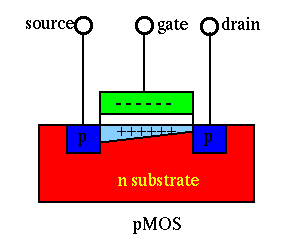 source gate drain
- - - - - -
++++++
p p
n substrate
pMOS